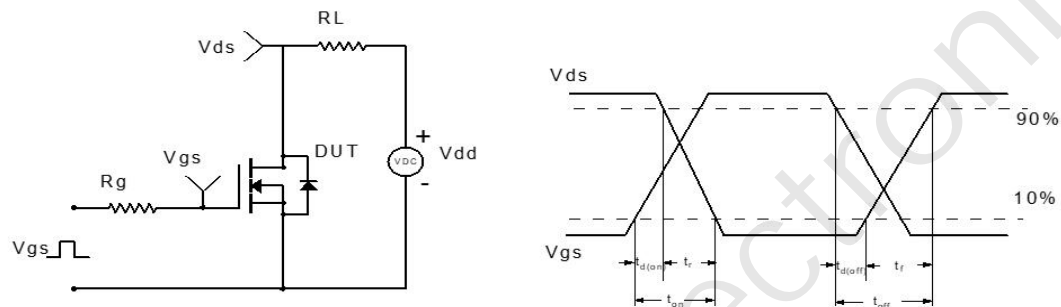 RL
Vds
+
Vdd
-
VDC
DUT
Vgs
Rg
Vgs
Vds
90%
10%
Vgs
td(on)
tr
td(off)
tf
ton
toff
ectroni